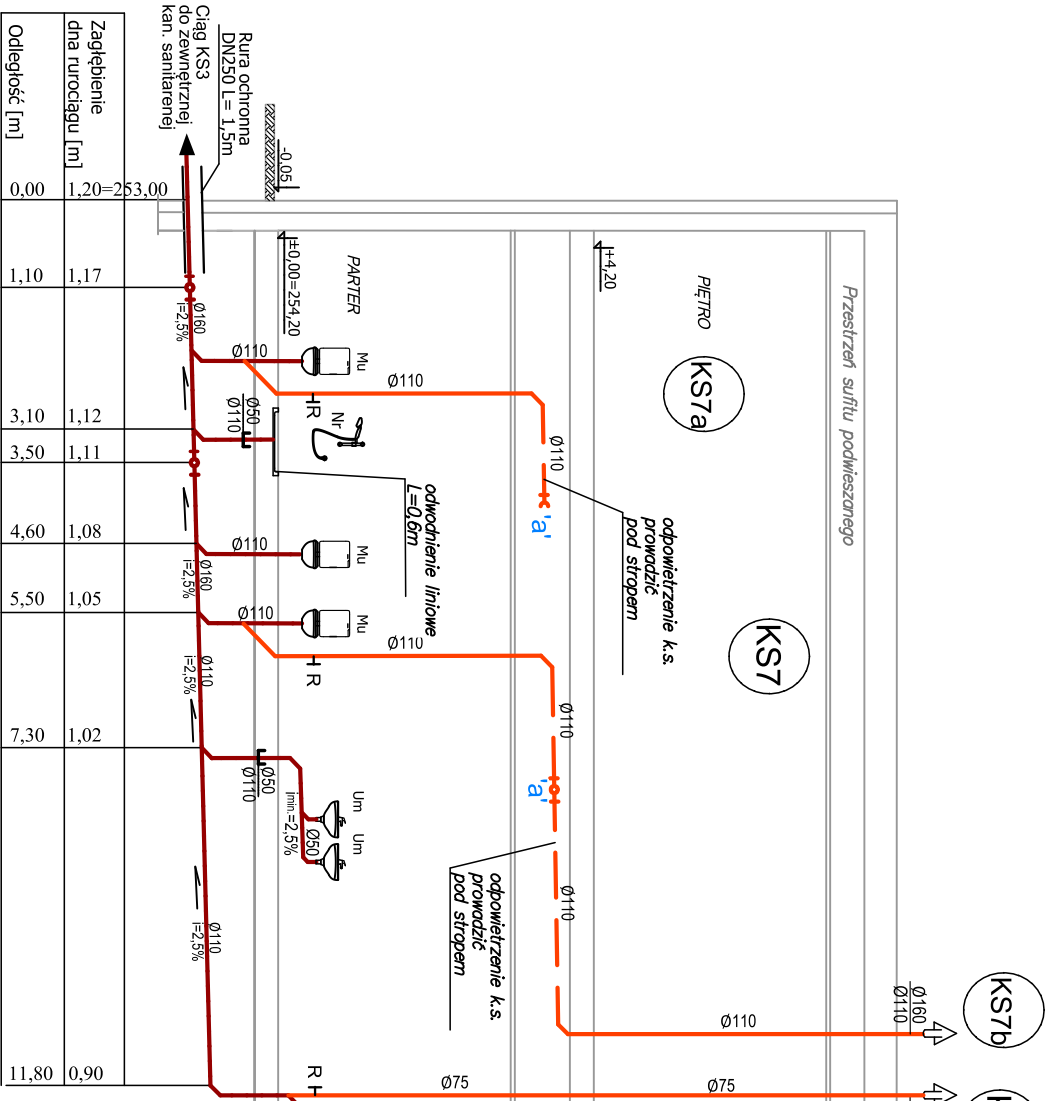 Przestrzeń sufitu podwieszanego
KS7b
Ø160
Ø110
Ø110
Ø75
PIĘTRO
KS7a
KS7
+4,20
odpowietrzenie k.s.
prowadzić
pod stropem
Ø110
'a'
Ø110
'a'
Ø110
odpowietrzenie k.s.
prowadzić
pod stropem
Ø75
PARTER
±0,00=254,20
-0,05
Mu
Ø110
Ø110
R
Nr
Ø50
Ø110
odwodnienie liniowe
L=0,6m
Mu
Ø110
Mu
Ø110
Ø110
R
Um
Um
Ø50
Ø110
imin.=2,5%
Ø50
R
Rura ochronna
DN250 L= 1,5m
Ciąg KS3
do zewnętrznej
kan. sanitarenej
Ø160
i=2,5%
Ø160
i=2,5%
Ø110
i=2,5%
Ø110
i=2,5%
Zagłębienie
dna rurociągu [m]
1,20=253,00
1,17
1,12
1,11
1,08
1,05
1,02
0,90
Odległość [m]
0,00
1,10
3,10
3,50
4,60
5,50
7,30
11,80